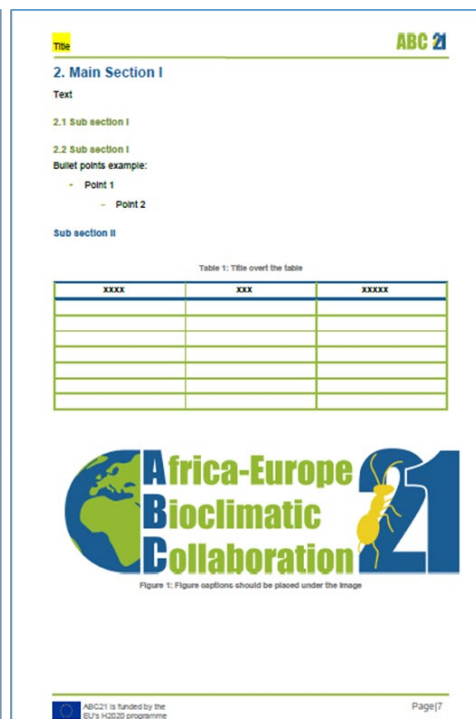 Title
ABC 21
2. Main Section I
Text
2.1 Sub section I
2.2 Sub section I
Bullet points example:
- Point 1
- Point 2
Sub section II
Table 1: Title overt the table
xxxx xxx xxxxx
Africa-Europe
Bioclimatic
Collaboration
21
Figure 1: Figure captions should be placed under the image
ABC21 is funded by the
EU's H2020 programme
Page|7